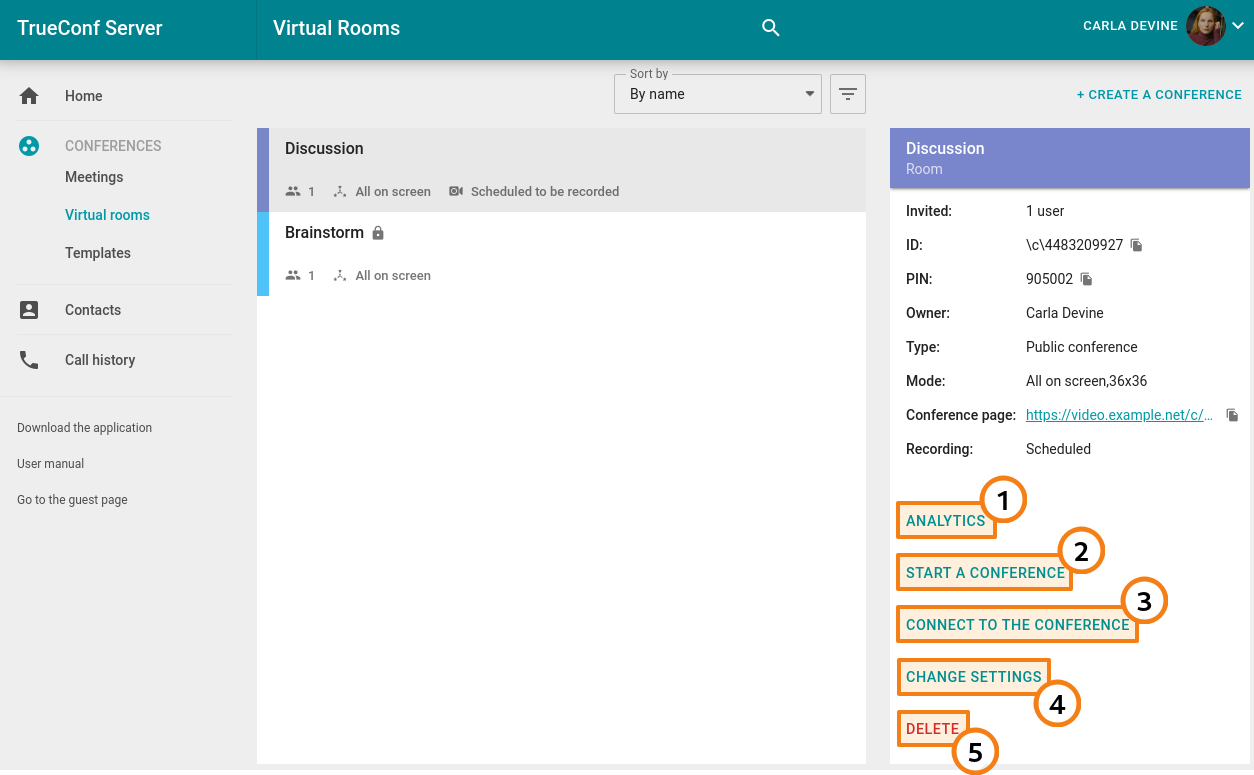 TrueConf Server
Virtual Rooms
CARLA DEVINE
Home
CONFERENCES
Meetings
Virtual rooms
Templates
Contacts
Call history
Download the application
User manual
Go to the guest page
Sort by
By name
+ CREATE A CONFERENCE
Discussion
1 All on screen Scheduled to be recorded
Brainstorm
1 All on screen
Discussion
Room
Invited: 1 user
ID: \c\4483209927
PIN: 905002
Owner: Carla Devine
Type: Public conference
Mode: All on screen,36x36
Conference page: https://video.example.net/c/...
Recording: Scheduled
1
ANALYTICS
2
START A CONFERENCE
3
CONNECT TO THE CONFERENCE
CHANGE SETTINGS
4
DELETE
5